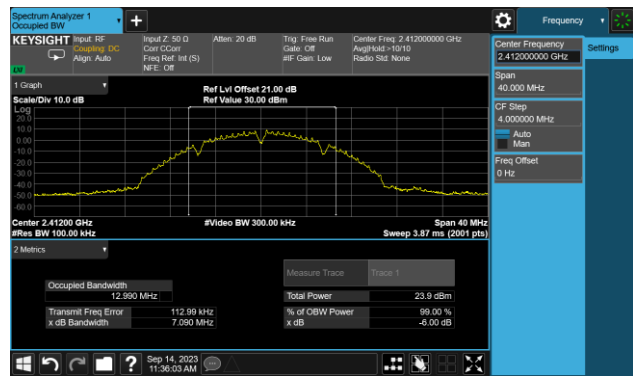 Spectrum Analyzer 1
Occupied BW
Frequency
KEYSIGHT
Input: RF
Coupling: DC
Align: Auto
Input Z: 50 Ω
Corr CCorr
Freq Ref: Int (S)
NFE: Off
Atten: 20 dB
Trig: Free Run
Gate: Off
#IF Gain: Low
Center Freq: 2.412000000 GHz
Avg|Hold:>10/10
Radio Std: None
Center Frequency
2.412000000 GHz
Settings
Span
40.000 MHz
CF Step
4.000000 MHz
Auto
Man
Freq Offset
0 Hz
1 Graph
Scale/Div 10.0 dB
Ref Lvl Offset 21.00 dB
Ref Value 30.00 dBm
Log
20.0
10.0
0.00
-10.0
-20.0
-30.0
-40.0
-50.0
-60.0
Center 2.41200 GHz
#Res BW 100.00 kHz
#Video BW 300.00 kHz
Span 40 MHz
Sweep 3.87 ms (2001 pts)
2 Metrics
Measure Trace
Trace 1
Occupied Bandwidth
12.990 MHz
Total Power
23.9 dBm
Transmit Freq Error
112.99 kHz
% of OBW Power
99.00 %
x dB Bandwidth
7.090 MHz
x dB
-6.00 dB
?
Sep 14, 2023
11:36:03 AM